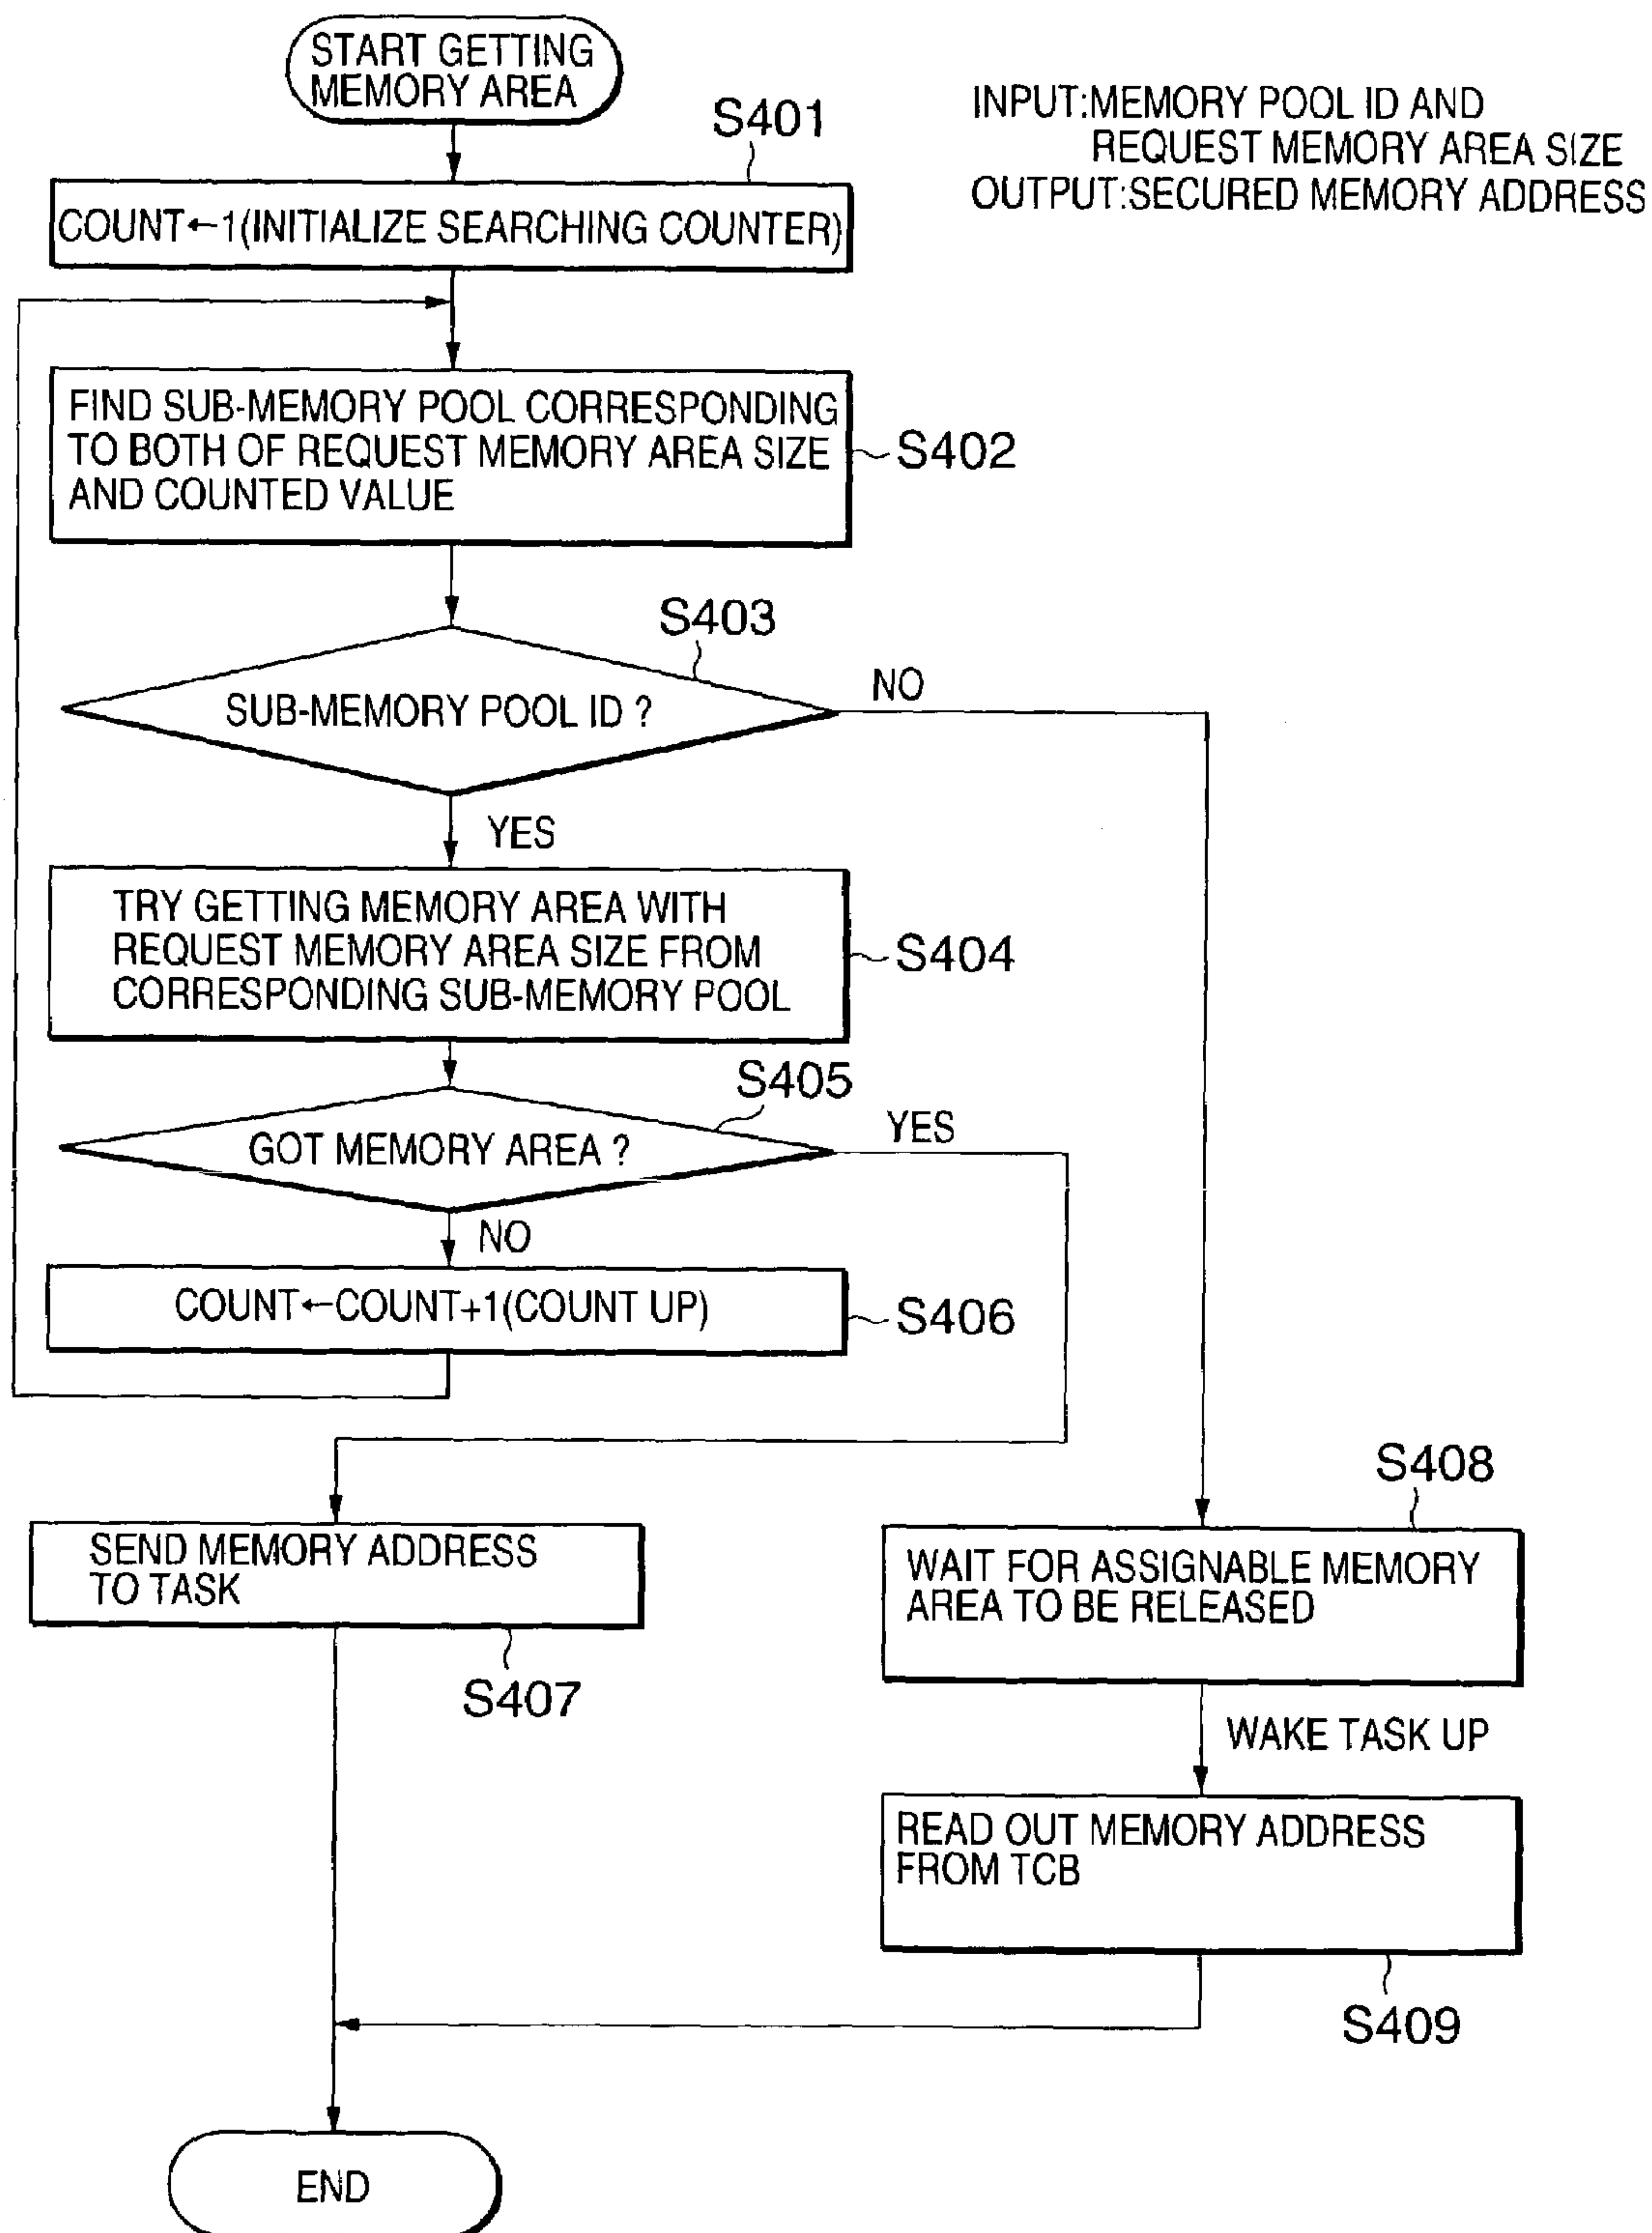 START GETTING
MEMORY AREA
INPUT:MEMORY POOL ID AND
REQUEST MEMORY AREA SIZE
OUTPUT:SECURED MEMORY ADDRESS
S401
COUNT←1(INITIALIZE SEARCHING COUNTER)
FIND SUB-MEMORY POOL CORRESPONDING
TO BOTH OF REQUEST MEMORY AREA SIZE
AND COUNTED VALUE
S402
S403
SUB-MEMORY POOL ID ?
NO
YES
TRY GETTING MEMORY AREA WITH
REQUEST MEMORY AREA SIZE FROM
CORRESPONDING SUB-MEMORY POOL
S404
S405
GOT MEMORY AREA ?
YES
NO
COUNT←COUNT+1(COUNT UP)
S406
SEND MEMORY ADDRESS
TO TASK
S407
S408
WAIT FOR ASSIGNABLE MEMORY
AREA TO BE RELEASED
WAKE TASK UP
READ OUT MEMORY ADDRESS
FROM TCB
S409
END